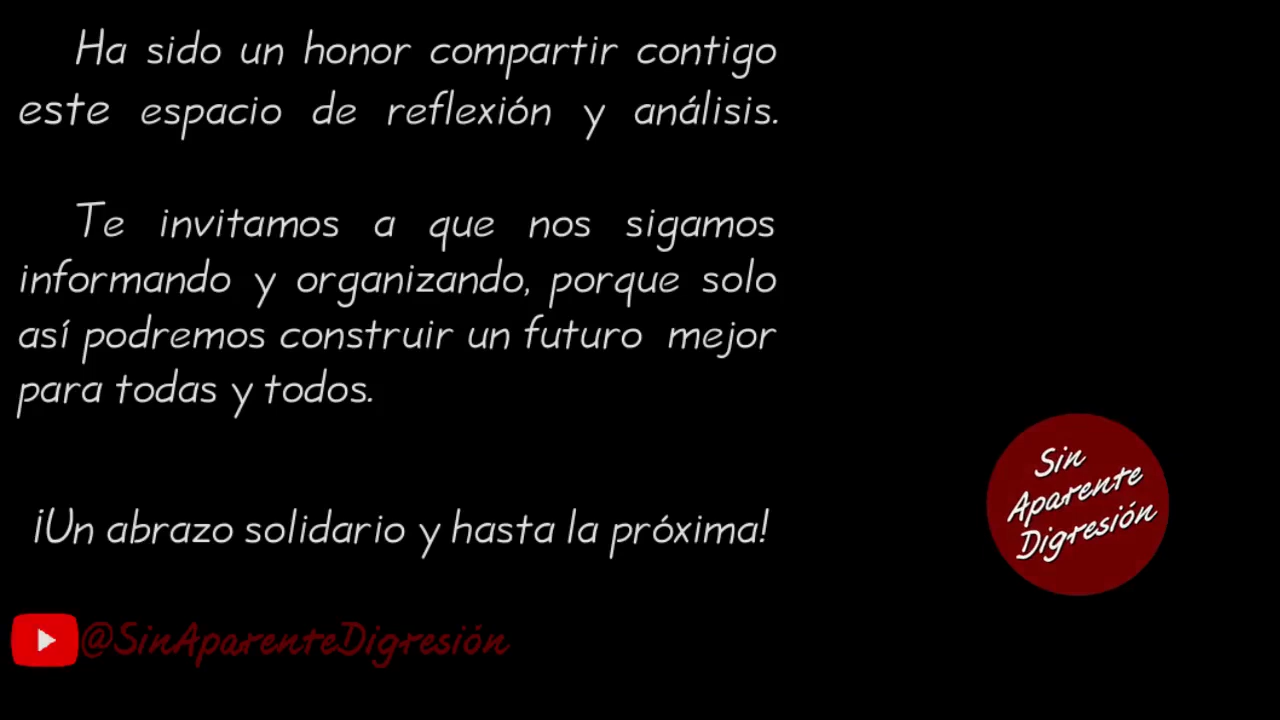 Ha sido un honor compartir contigo
este espacio de reflexión y análisis.
Te invitamos a que nos sigamos
informando y organizando, porque solo
así podremos construir un futuro mejor
para todas y todos.
¡Un abrazo solidario y hasta la próxima!
Sin
Aparente
Digresión
@SinAparenteDigresión